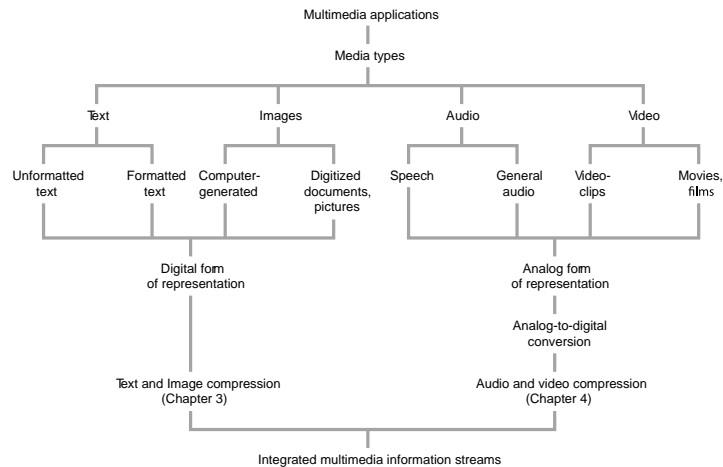 Multimedia applications
Media types
Text
Images
Audio
Video
Unformatted
text
Formatted
text
Computer-
generated
Digitized
documents,
pictures
Speech
General
audio
Video-
clips
Movies,
films
Digital form
of representation
Analog form
of representation
Analog-to-digital
conversion
Text and Image compression
(Chapter 3)
Audio and video compression
(Chapter 4)
Integrated multimedia information streams